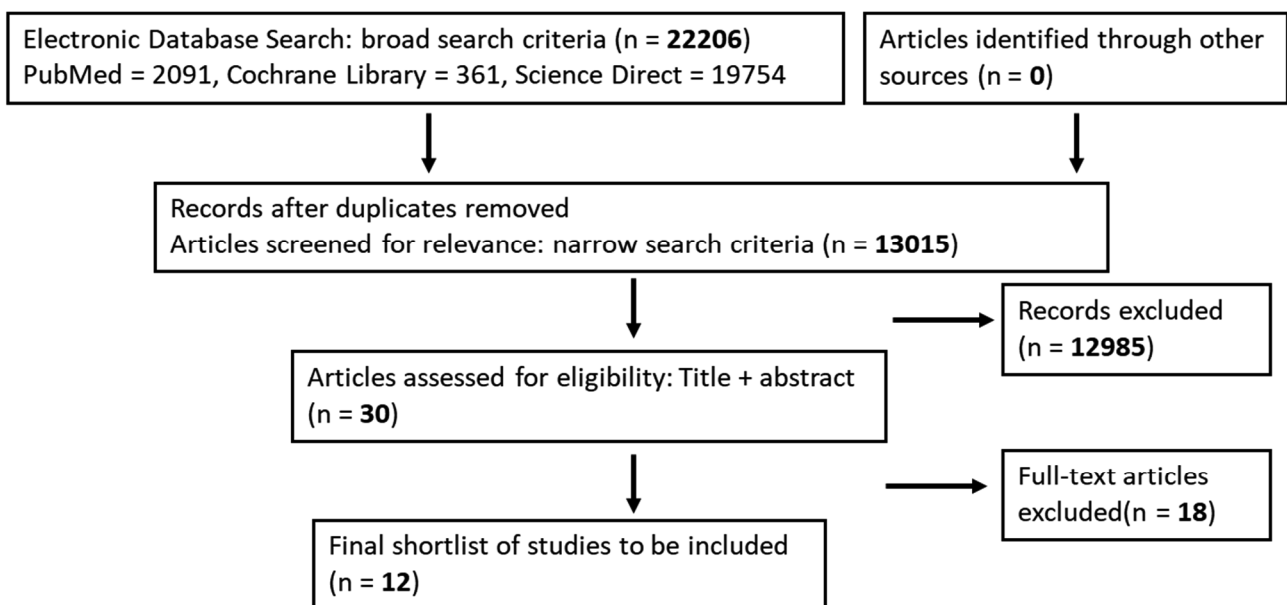 Electronic Database Search: broad search criteria (n = 22206)
PubMed = 2091, Cochrane Library = 361, Science Direct = 19754
Articles identified through other
sources (n = 0)
Records after duplicates removed
Articles screened for relevance: narrow search criteria (n = 13015)
Records excluded
(n = 12985)
Articles assessed for eligibility: Title + abstract
(n = 30)
Full-text articles
excluded(n = 18)
Final shortlist of studies to be included
(n = 12)